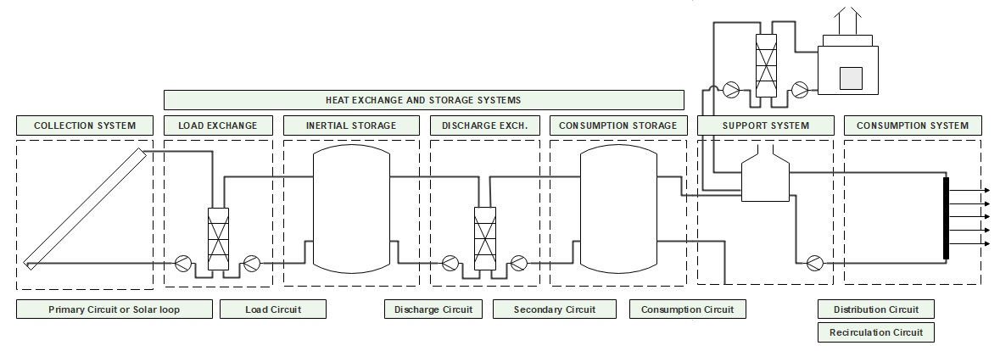 HEAT EXCHANGE AND STORAGE SYSTEMS
COLLECTION SYSTEM
LOAD EXCHANGE
INERTIAL STORAGE
DISCHARGE EXCH.
CONSUMPTION STORAGE
SUPPORT SYSTEM
CONSUMPTION SYSTEM
Primary Circuit or Solar loop
Load Circuit
Discharge Circuit
Secondary Circuit
Consumption Circuit
Distribution Circuit
Recirculation Circuit